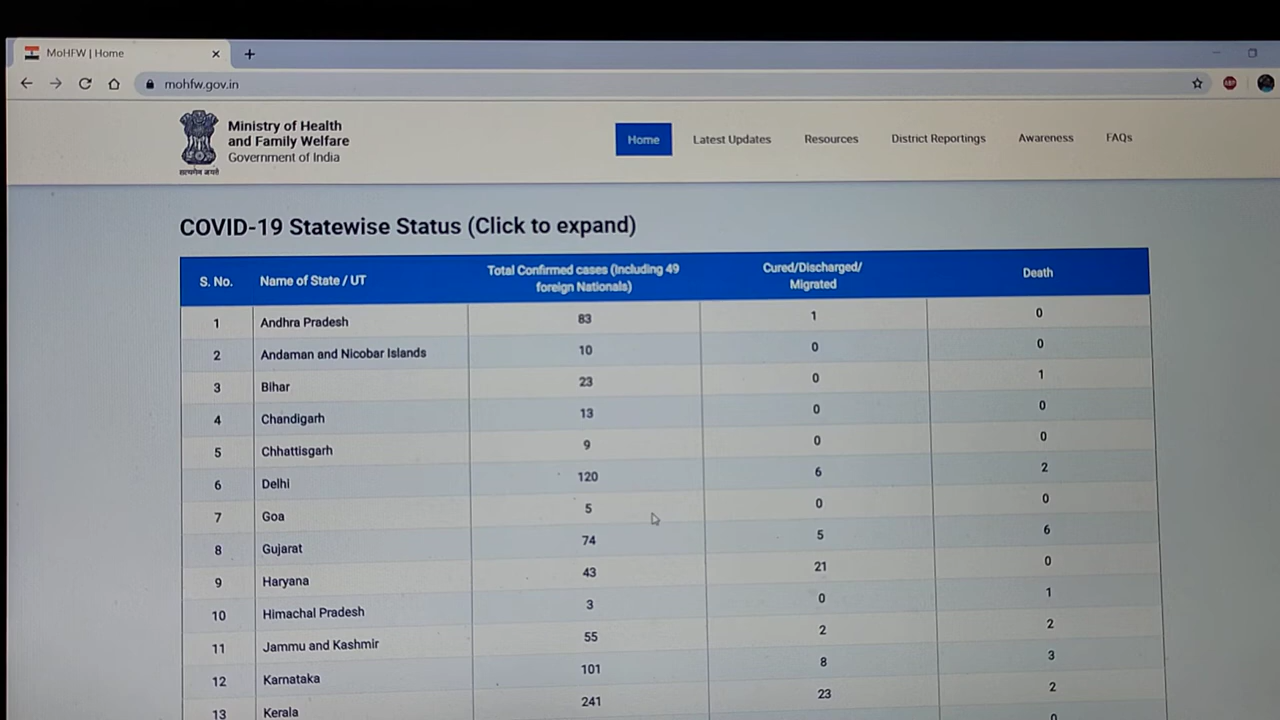 MoHFW | Home
mohfw.gov.in
ABP
Ministry of Health
and Family Welfare
Government of India
सत्यमेव जयते
Home Latest Updates Resources District Reportings Awareness FAQs
COVID-19 Statewise Status (Click to expand)
S. No. Name of State / UT Total Confirmed cases (Including 49 foreign Nationals) Cured/Discharged/ Migrated Death
1 Andhra Pradesh 83 1 0
2 Andaman and Nicobar Islands 10 0 0
3 Bihar 23 0 1
4 Chandigarh 13 0 0
5 Chhattisgarh 9 0 0
6 Delhi 120 6 2
7 Goa 5 0 0
8 Gujarat 74 5 6
9 Haryana 43 21 0
10 Himachal Pradesh 3 0 1
11 Jammu and Kashmir 55 2 2
12 Karnataka 101 8 3
13 Kerala 241 23 2
0